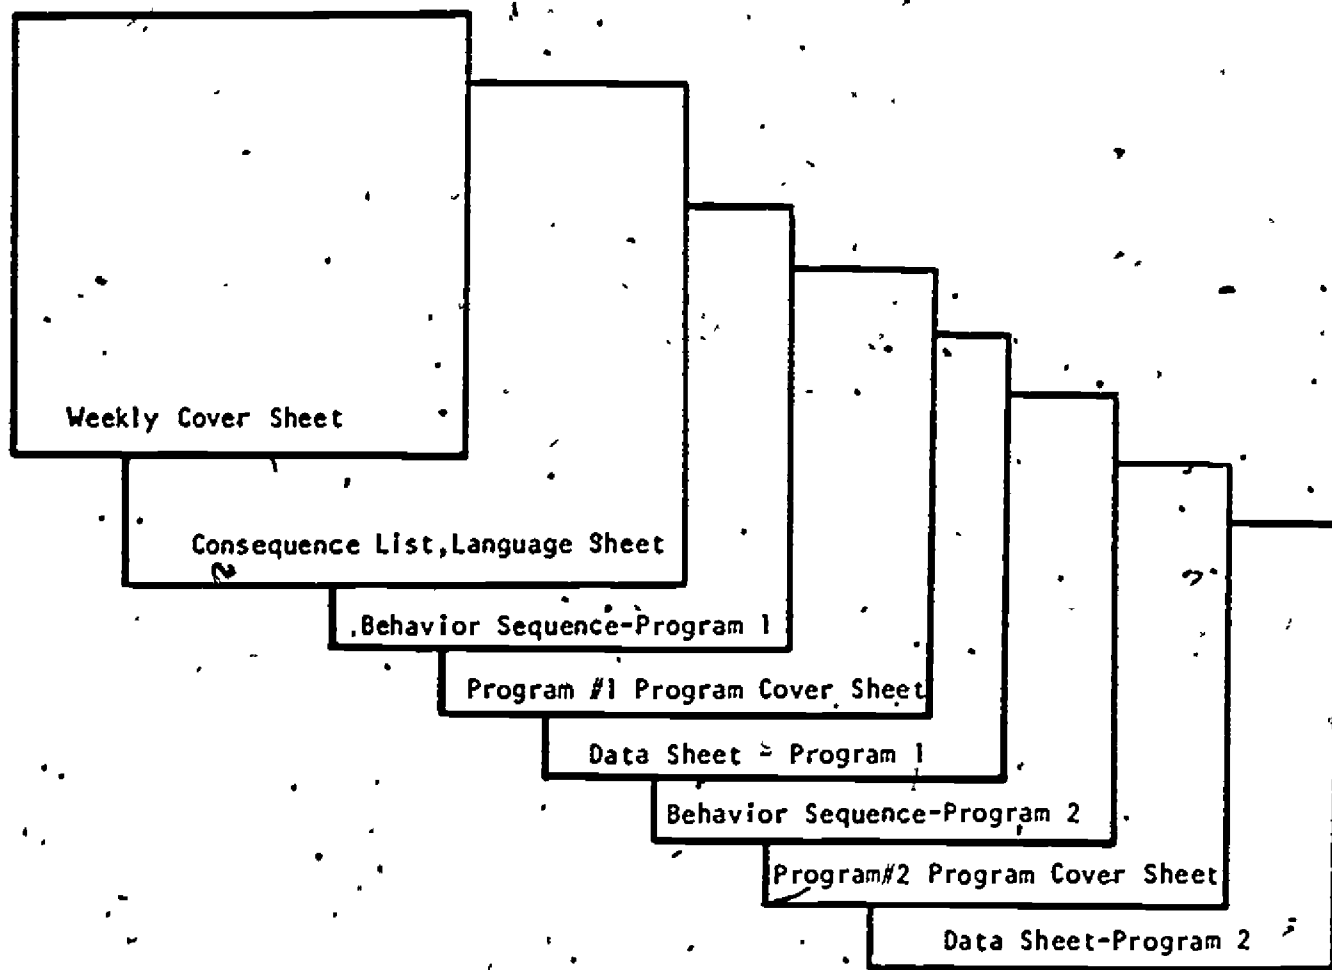 Weekly Cover Sheet
Consequence List,Language Sheet
Behavior Sequence-Program 1
Program #1 Program Cover Sheet
Data Sheet - Program 1
Behavior Sequence-Program 2
Program#2 Program Cover Sheet
Data Sheet-Program 2